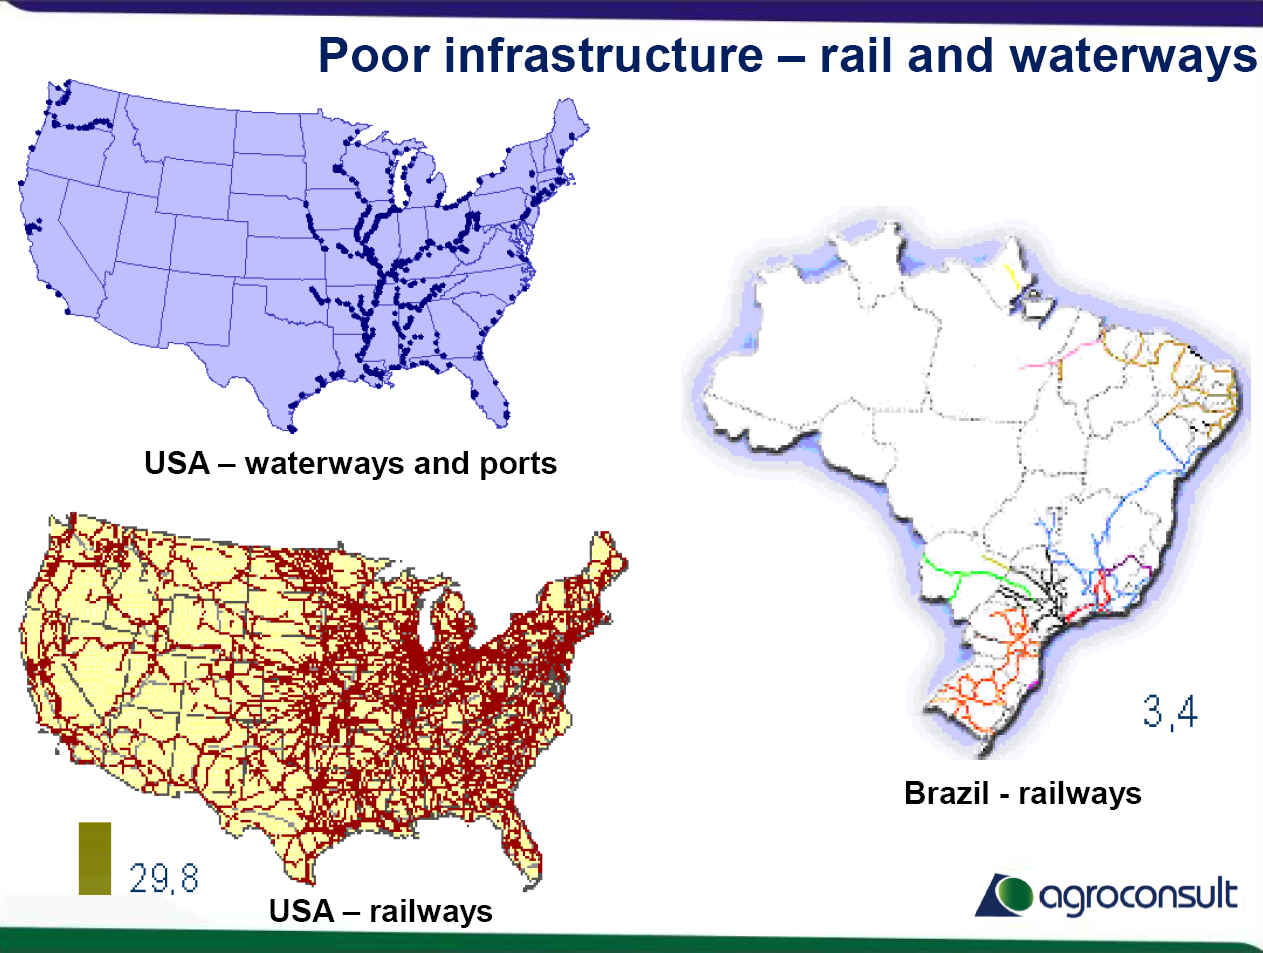 Poor infrastructure – rail and waterways
USA – waterways and ports
29,8
USA – railways
3,4
Brazil - railways
agroconsult